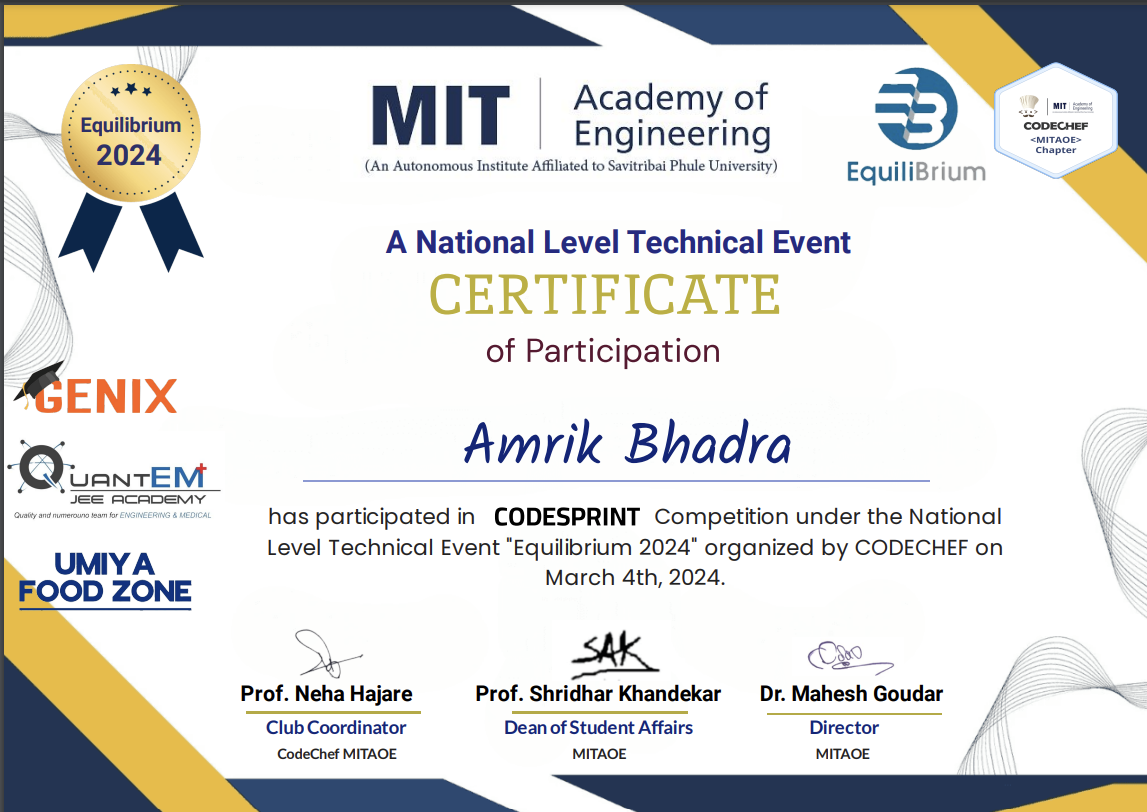 Equilibrium
2024
MIT
Academy of
Engineering
(An Autonomous Institute Affiliated to Savitribai Phule University)
EquiliBrium
MIT
Academy of
Engineering
CODECHEF
<MITAOE>
Chapter
A National Level Technical Event
CERTIFICATE
of Participation
GENIX
QUANTEM
JEE ACADEMY
Quality and numerouno team for ENGINEERING & MEDICAL
UMIYA
FOOD ZONE
Amrik Bhadra
has participated in CODESPRINT Competition under the National
Level Technical Event "Equilibrium 2024" organized by CODECHEF on
March 4th, 2024.
SAK
Prof. Neha Hajare
Club Coordinator
CodeChef MITAOE
Prof. Shridhar Khandekar
Dean of Student Affairs
MITAOE
Dr. Mahesh Goudar
Director
MITAOE